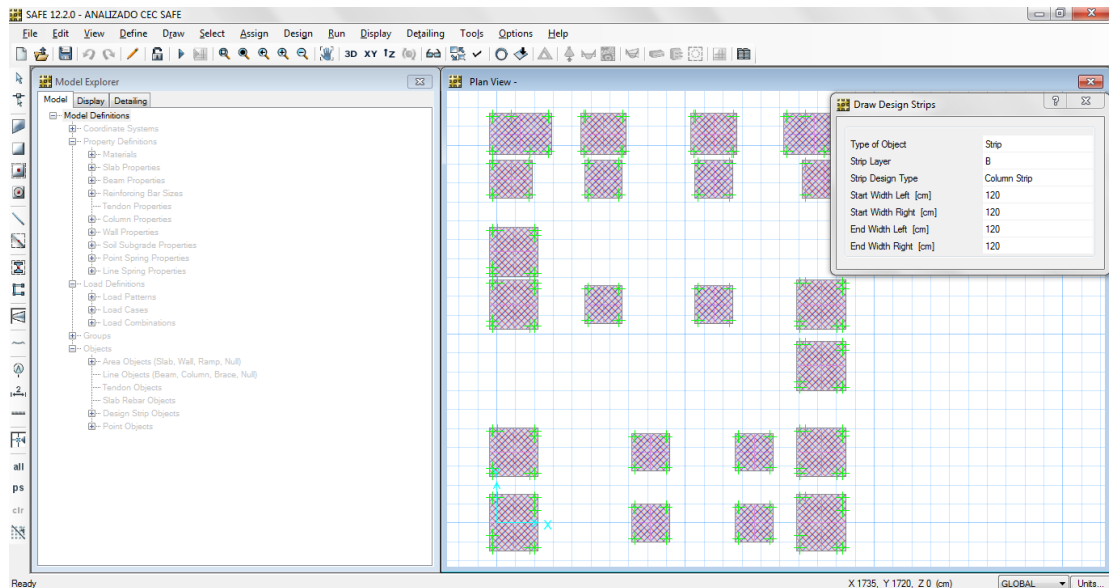 SAFE 12.2.0 - ANALIZADO CEC SAFE
File Edit View Define Draw Select Assign Design Run Display Detailing Tools Options Help
3D XY 1Z
Model Explorer
Model Display Detailing
Model Definitions
Coordinate Systems
Property Definitions
Materials
Slab Properties
Beam Properties
Reinforcing Bar Sizes
Tendon Properties
Column Properties
Wall Properties
Soil Subgrade Properties
Point Spring Properties
Line Spring Properties
Load Definitions
Load Patterns
Load Cases
Load Combinations
Groups
Objects
Area Objects (Slab, Wall, Ramp, Null)
Line Objects (Beam, Column, Brace, Null)
Tendon Objects
Slab Rebar Objects
Design Strip Objects
Point Objects
all
ps
clr
Plan View -
X
Draw Design Strips
Type of Object Strip
Strip Layer B
Strip Design Type Column Strip
Start Width Left [cm] 120
Start Width Right [cm] 120
End Width Left [cm] 120
End Width Right [cm] 120
Ready
X 1735, Y 1720, Z 0 (cm)
GLOBAL
Units...